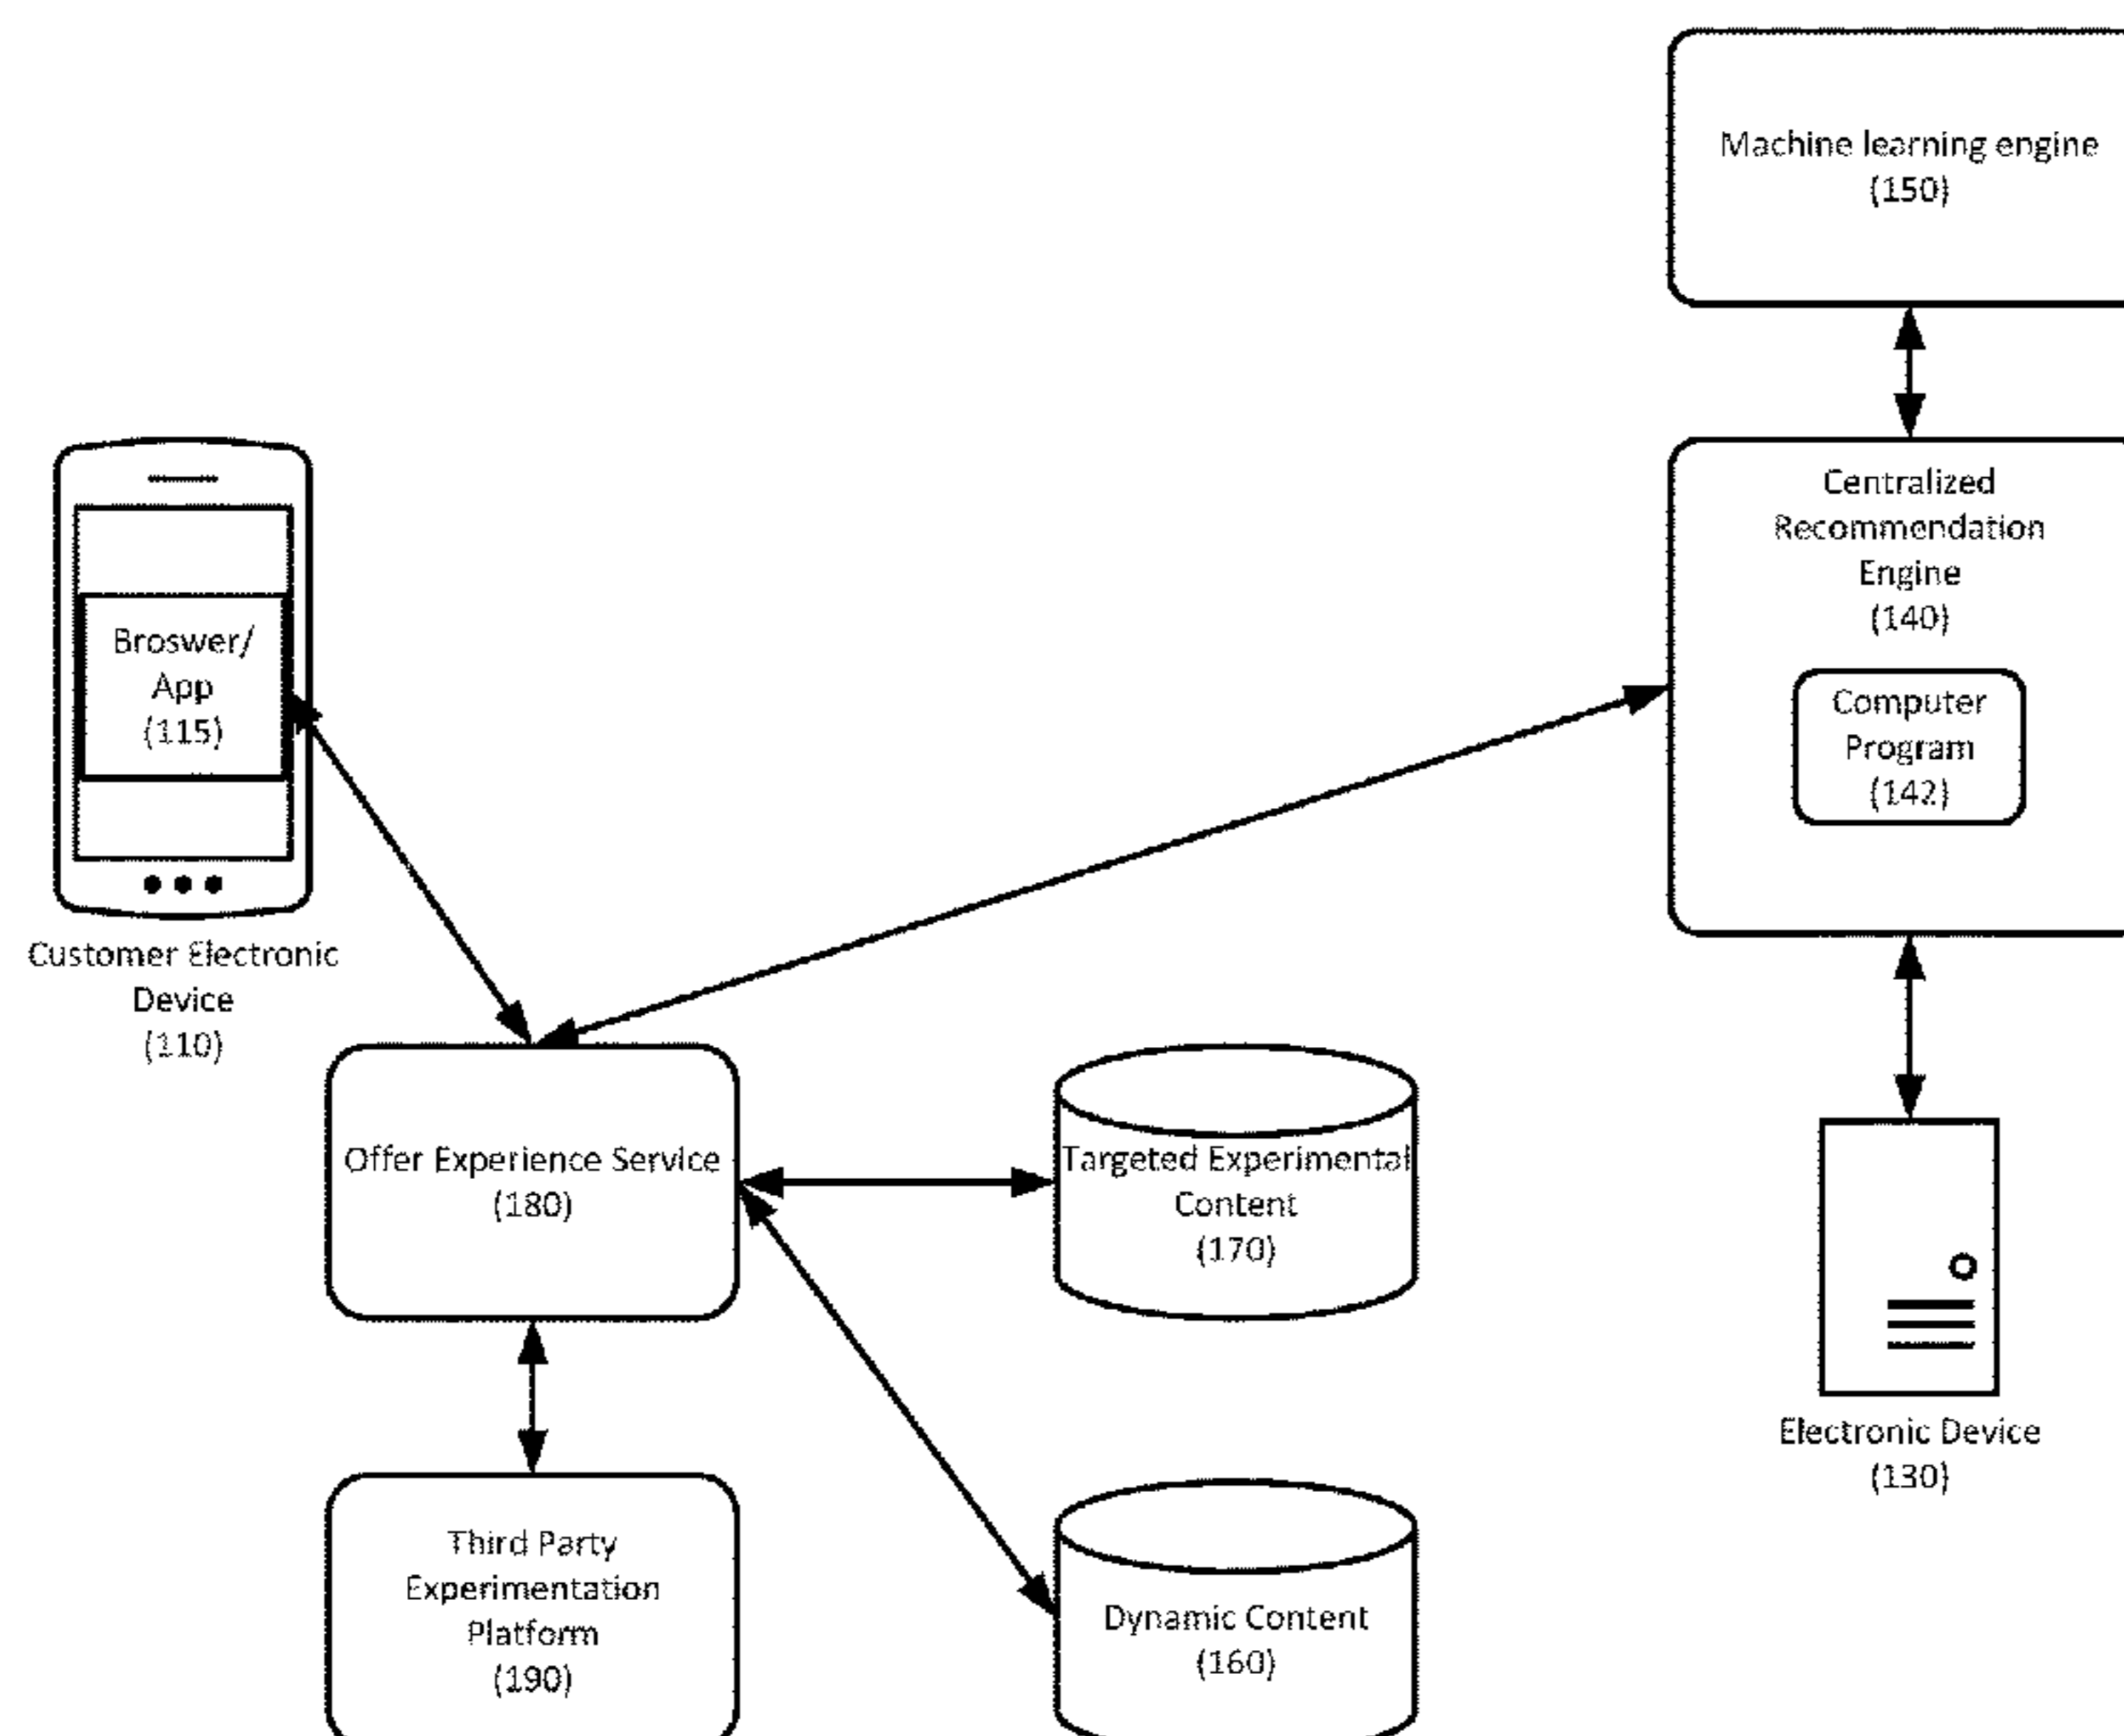 Machine learning engine
(150)
Centralized
Recommendation
Engine
(140)
Computer
Program
(142)
Broswer/
App
(115)
Customer Electronic
Device
(110)
Offer Experience Service
(180)
Targeted Experimental
Content
(170)
Electronic Device
(130)
Third Party
Experimentation
Platform
(190)
Dynamic Content
(160)